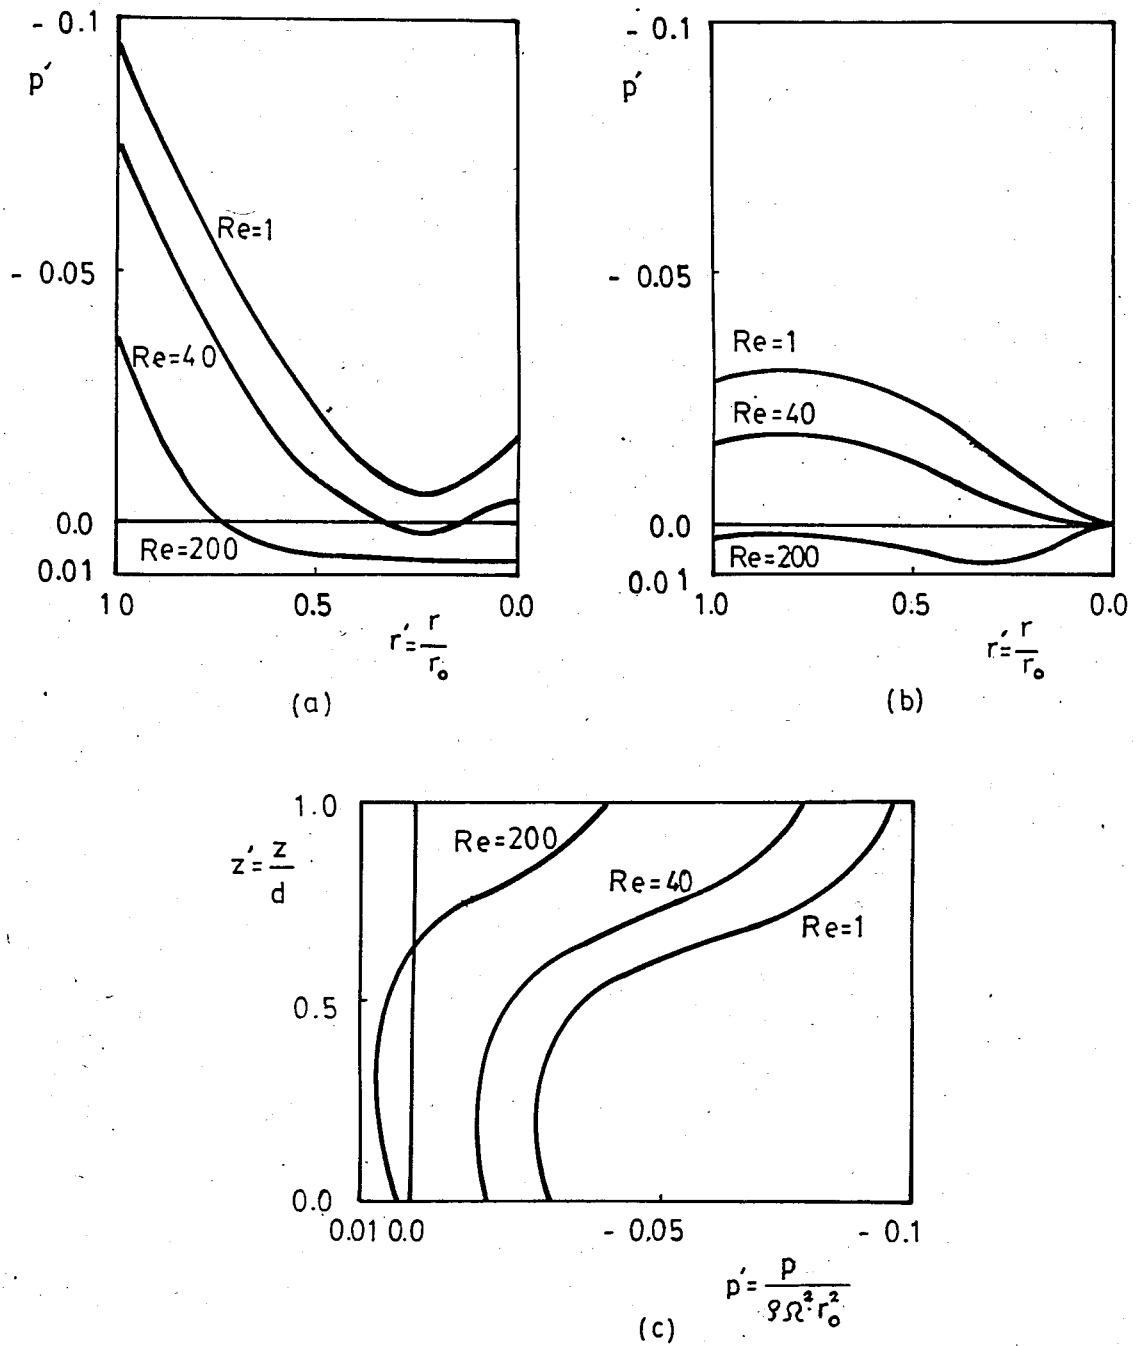 - 0.1
p′
Re=1
- 0.05
Re=40
0.0
Re=200
0.01
1 0
0.5
0.0
r′=r/r₀
(a)
- 0.1
p′
- 0.05
Re=1
Re=40
0.0
Re=200
0.0 1
1.0
0.5
0.0
r′=r/r₀
(b)
1.0
z′=z/d
Re=200
Re=40
Re=1
0.5
0.0
0.01 0.0
- 0.05
- 0.1
p′=p/ρΩ²r₀²
(c)